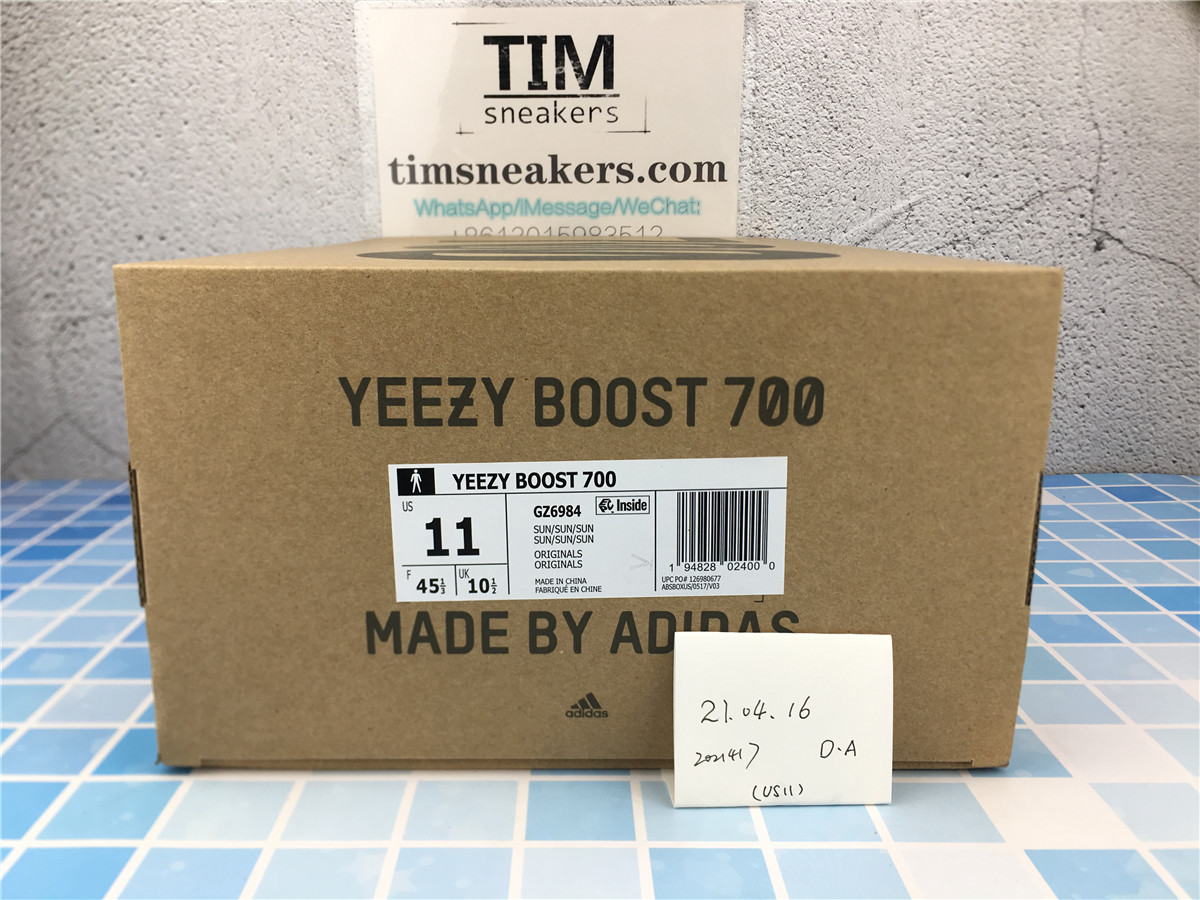 TIM
sneakers
timsneakers.com
WhatsApp/IMessage/WeChat:
YEEZY BOOST 700
YEEZY BOOST 700
US
11
F
45⅓
UK
10½
GZ6984
Inside
SUN/SUN/SUN
SUN/SUN/SUN
ORIGINALS
ORIGINALS
MADE IN CHINA
FABRIQUÉ EN CHINE
1 94828 02400 0
UPC PO# 126980677
ABSBOXUS/0517/V03
MADE BY ADIDAS
adidas
21.04.16
2021417 D.A
(US11)